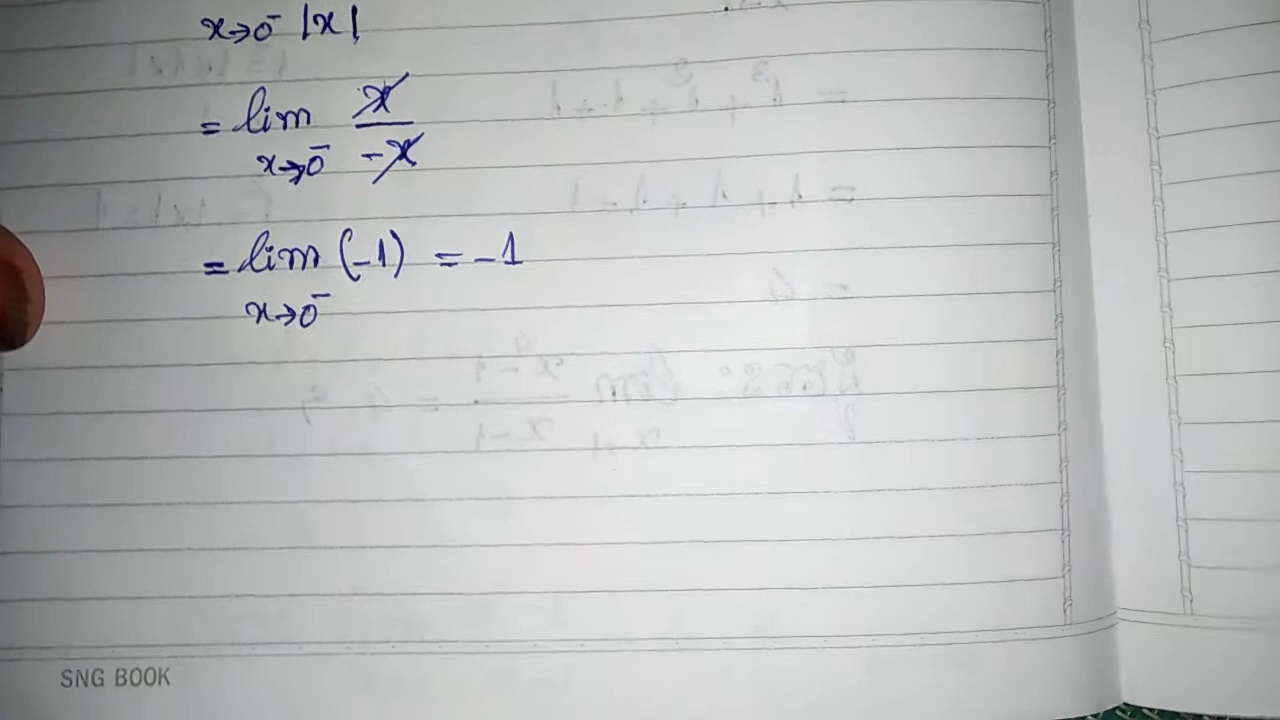 x→0⁻ |x|
= lim x
x→0⁻ -x
= lim (-1) = -1
x→0⁻
SNG BOOK